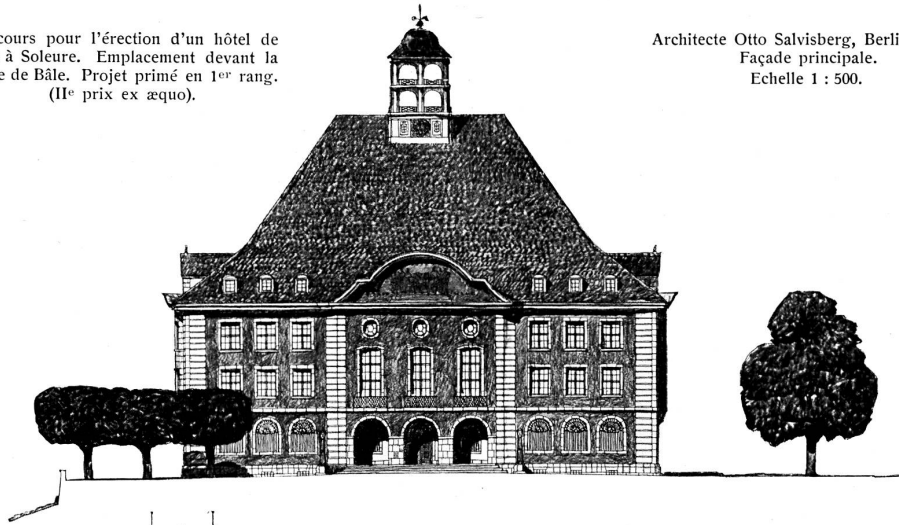 cours pour l'érection d'un hôtel de
à Soleure. Emplacement devant la
e de Bâle. Projet primé en 1er rang.
(IIe prix ex æquo).
Architecte Otto Salvisberg, Berli
Façade principale.
Echelle 1 : 500.